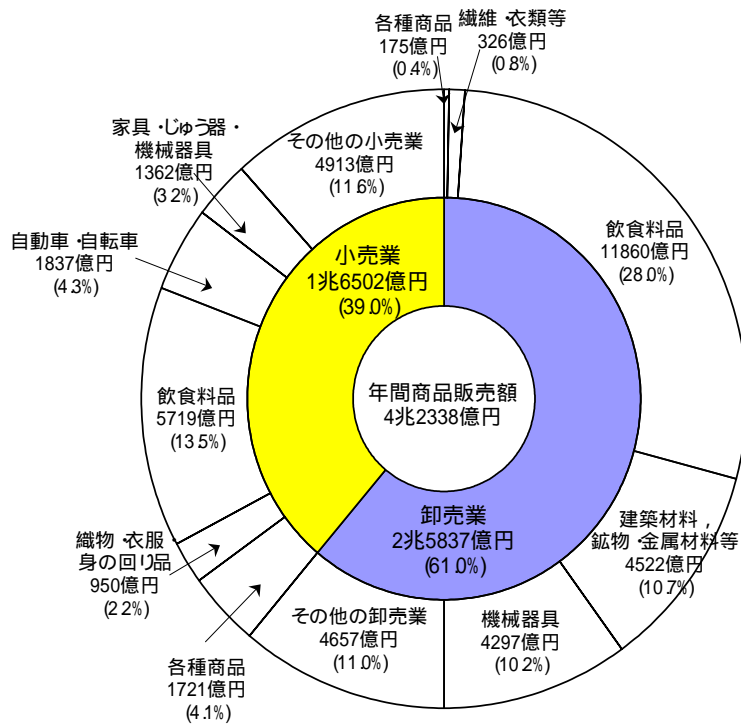 各種商品
175億円
(0.4%)
繊維・衣類等
326億円
(0.8%)
飲食料品
11860億円
(28.0%)
建築材料，
鉱物・金属材料等
4522億円
(10.7%)
機械器具
4297億円
(10.2%)
その他の卸売業
4657億円
(11.0%)
各種商品
1721億円
(4.1%)
織物・衣服
身の回り品
950億円
(2.2%)
飲食料品
5719億円
(13.5%)
自動車・自転車
1837億円
(4.3%)
家具・じゅう器・
機械器具
1362億円
(3.2%)
その他の小売業
4913億円
(11.6%)
小売業
1兆6502億円
(39.0%)
年間商品販売額
4兆2338億円
卸売業
2兆5837億円
(61.0%)